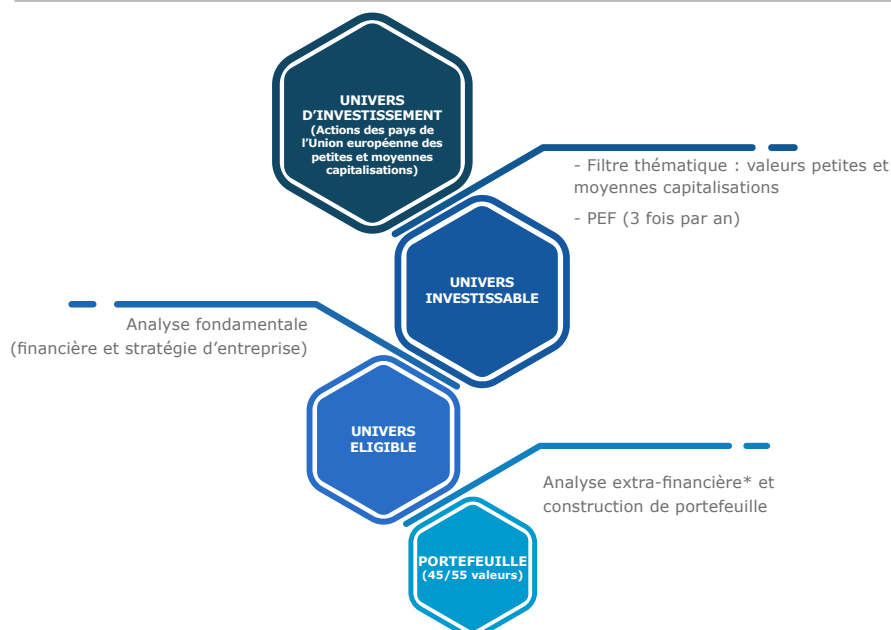 UNIVERS
D'INVESTISSEMENT
(Actions des pays de
l'Union européenne des
petites et moyennes
capitalisations)
- Filtre thématique : valeurs petites et
moyennes capitalisations
- PEF (3 fois par an)
UNIVERS
INVESTISSABLE
Analyse fondamentale
(financière et stratégie d'entreprise)
UNIVERS
ELIGIBLE
Analyse extra-financière* et
construction de portefeuille
PORTEFEUILLE
(45/55 valeurs)